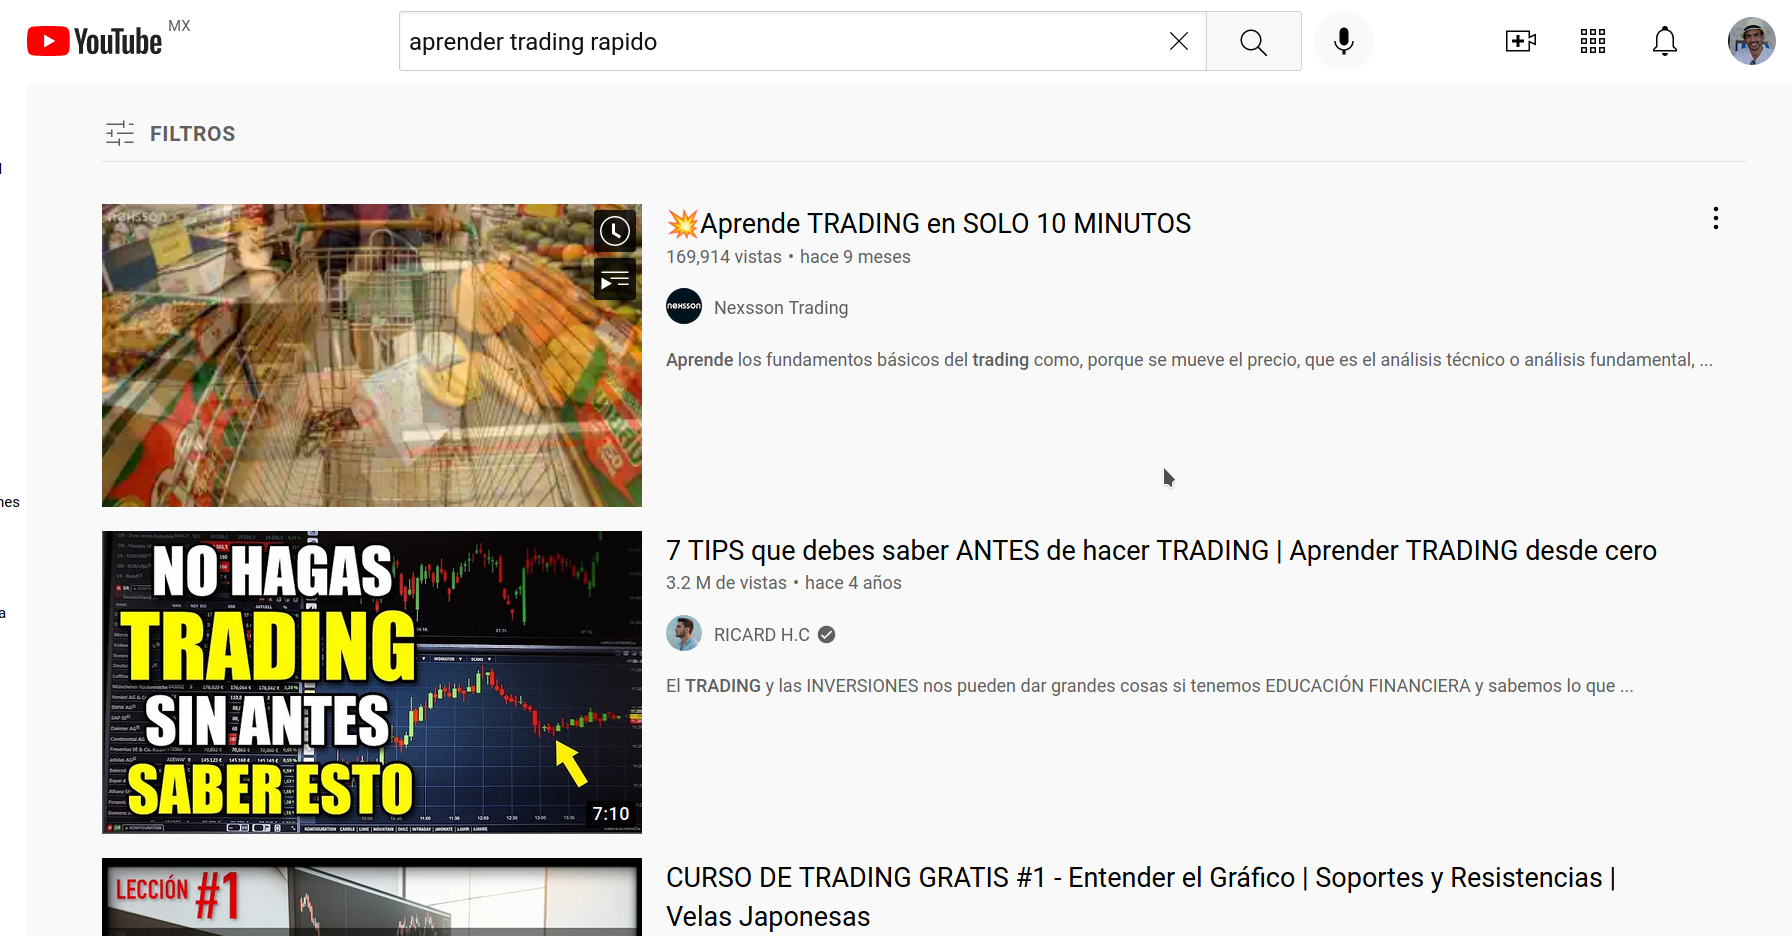 YouTube MX
aprender trading rapido
FILTROS
nexsson
💥Aprende TRADING en SOLO 10 MINUTOS
169,914 vistas • hace 9 meses
nexsson Nexsson Trading
Aprende los fundamentos básicos del trading como, porque se mueve el precio, que es el análisis técnico o análisis fundamental, ...
nes
a
NO HAGAS
TRADING
SIN ANTES
SABER ESTO
7:10
7 TIPS que debes saber ANTES de hacer TRADING | Aprender TRADING desde cero
3.2 M de vistas • hace 4 años
RICARD H.C
El TRADING y las INVERSIONES nos pueden dar grandes cosas si tenemos EDUCACIÓN FINANCIERA y sabemos lo que ...
LECCIÓN #1
CURSO DE TRADING GRATIS #1 - Entender el Gráfico | Soportes y Resistencias |
Velas Japonesas